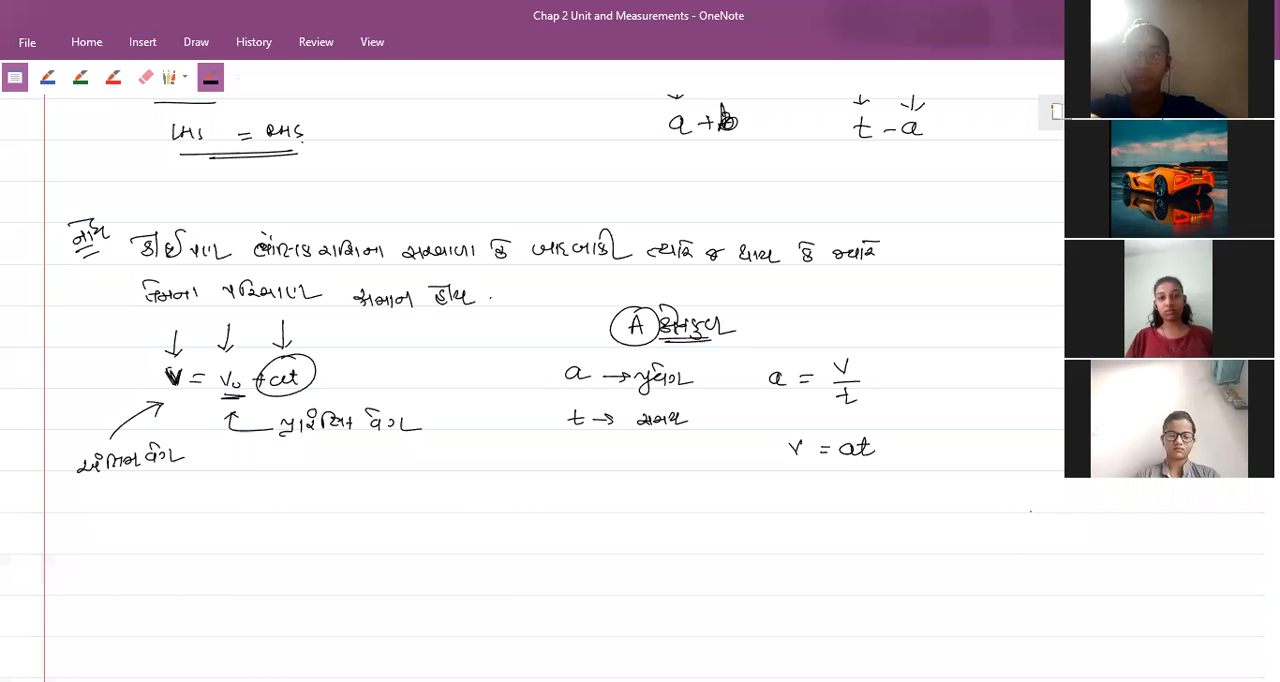 Chap 2 Unit and Measurements - OneNote
File Home Insert Draw History Review View
a + b t - a
LHS = RHS
નોંધ કોઈ પણ ભૌતિક રાશિના સરવાળા કે બાદબાકી ત્યારે જ થાય કે જ્યારે
તેમના પરિમાણ સમાન હોય .
A
V = V₀ + at
a → પ્રવેગ a = V/t
t → સમય
પ્રારંભિક વેગ
v = at
અંતિમ વેગ